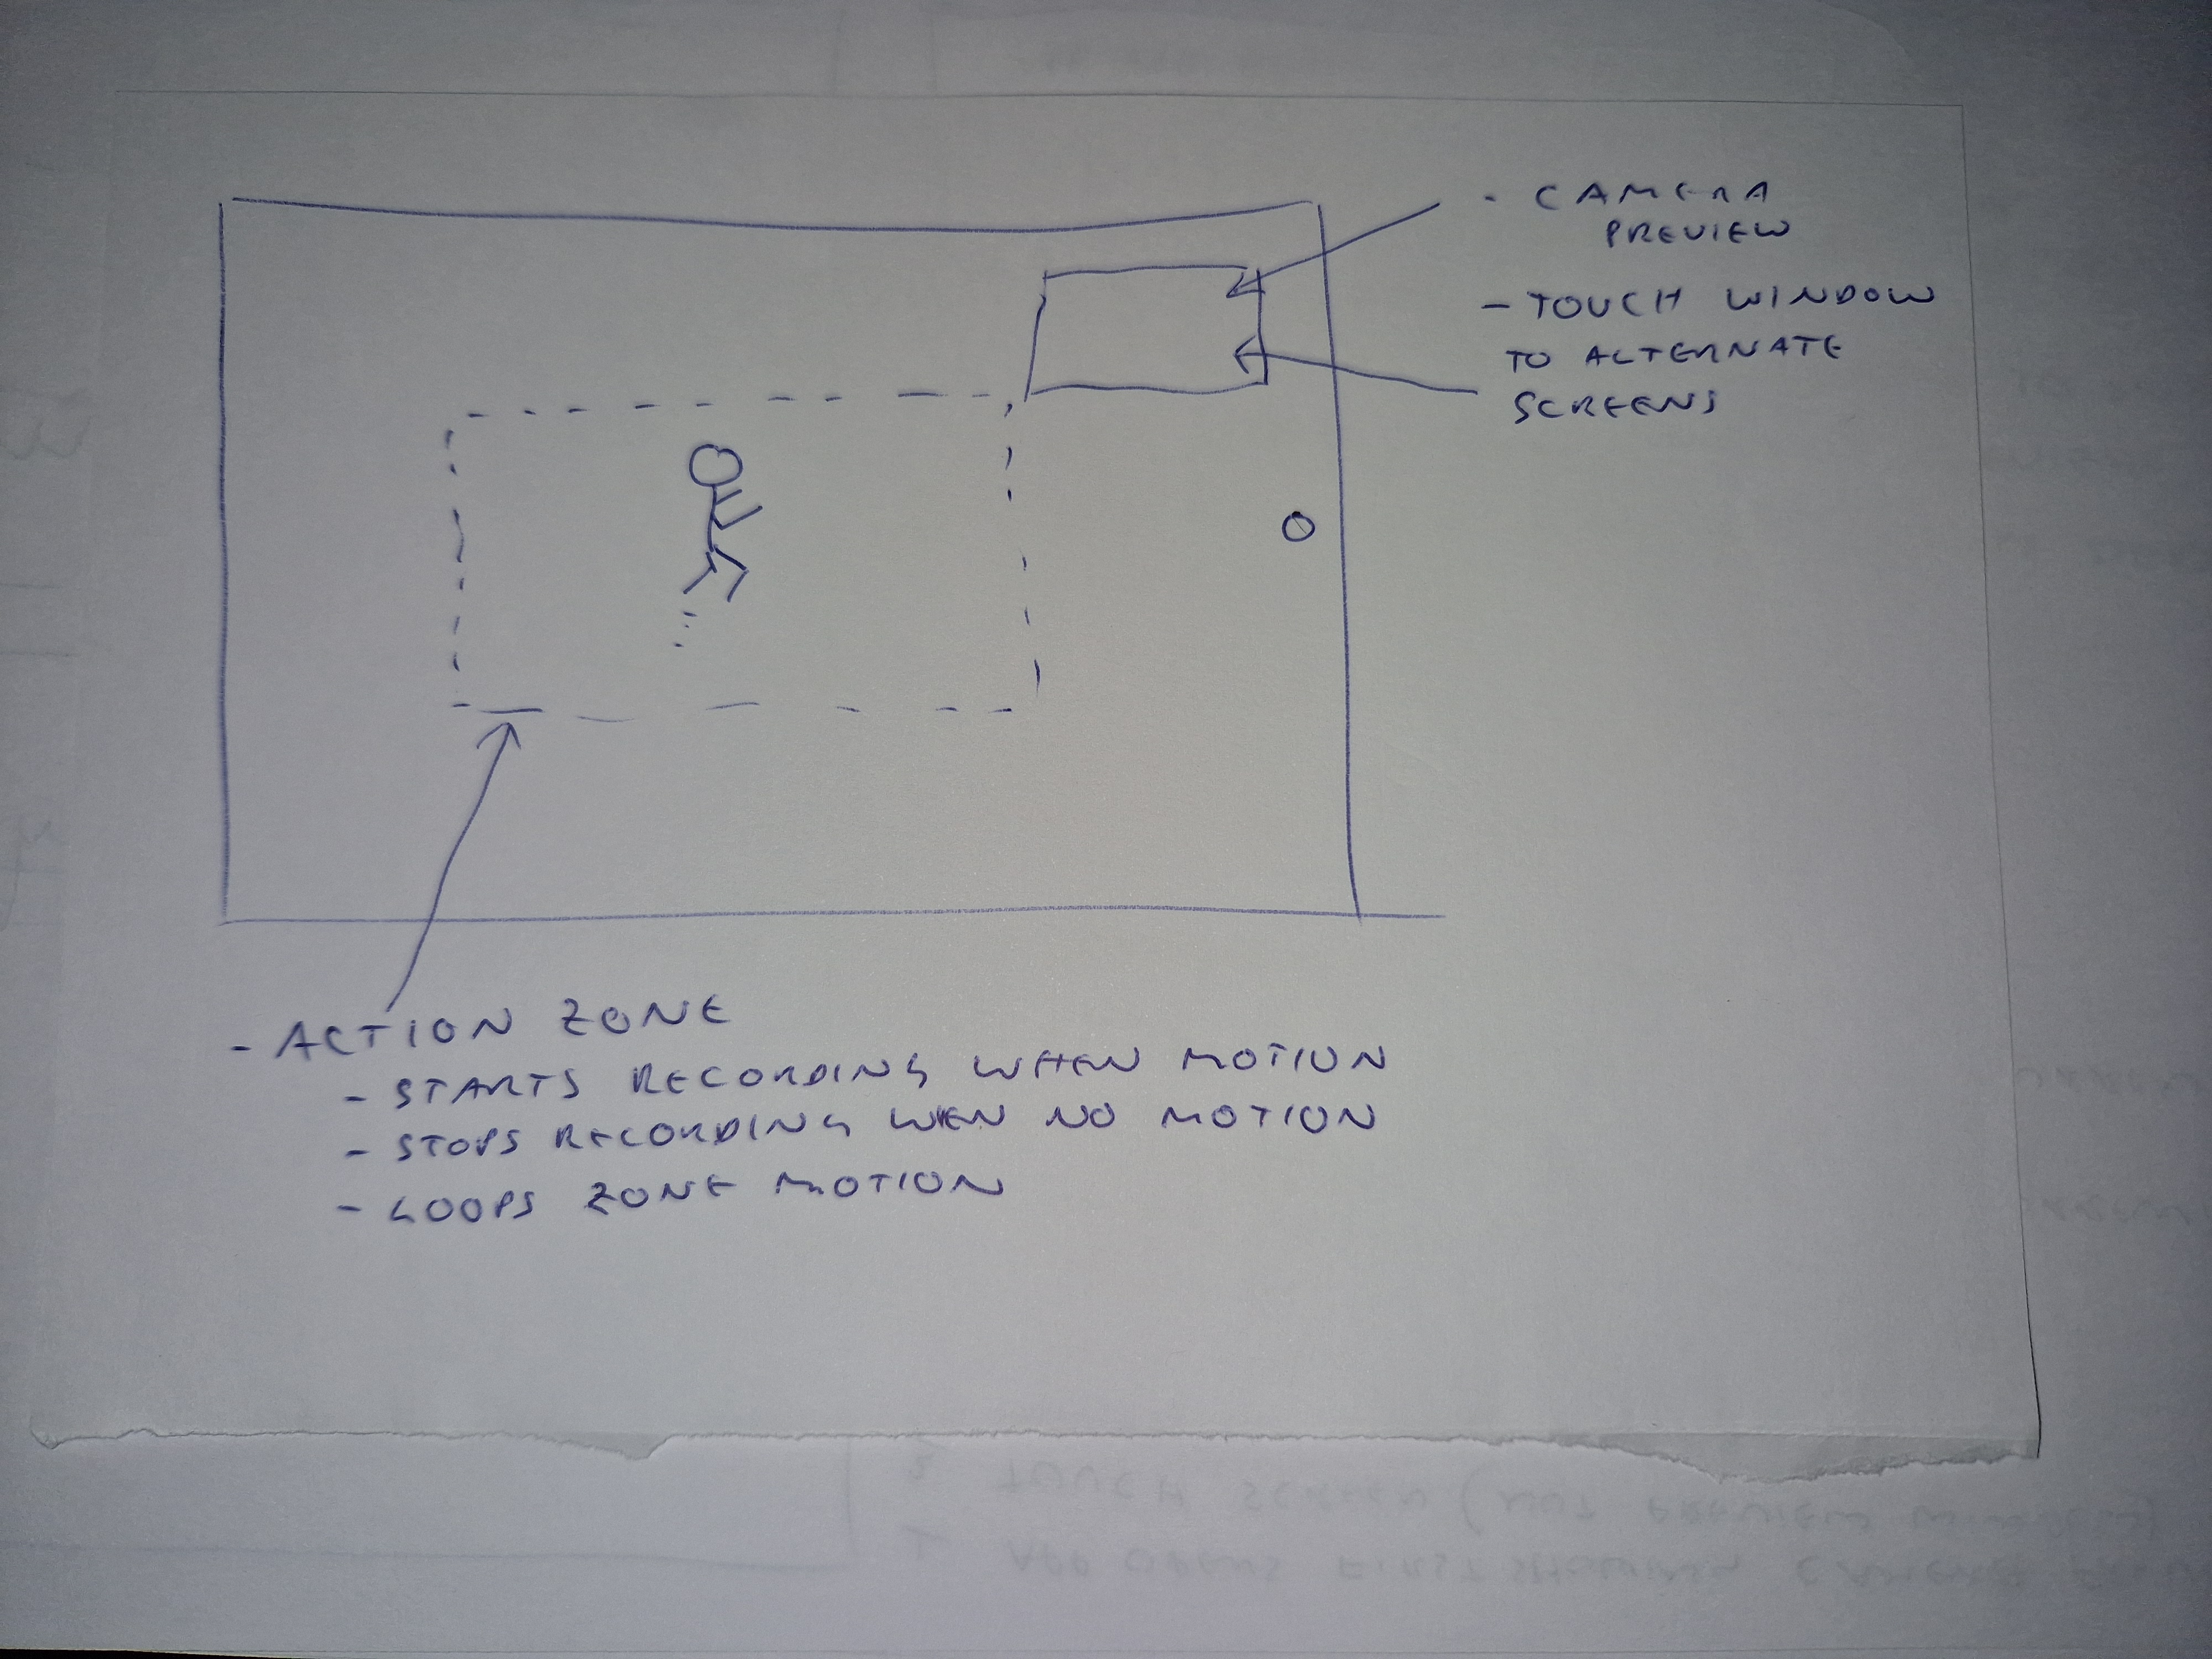 - CAMERA
PREVIEW
- TOUCH WINDOW
TO ALTERNATE
SCREENS
- ACTION ZONE
- STARTS RECORDING WHEN MOTION
- STOPS RECORDING WHEN NO MOTION
- LOOPS ZONE MOTION